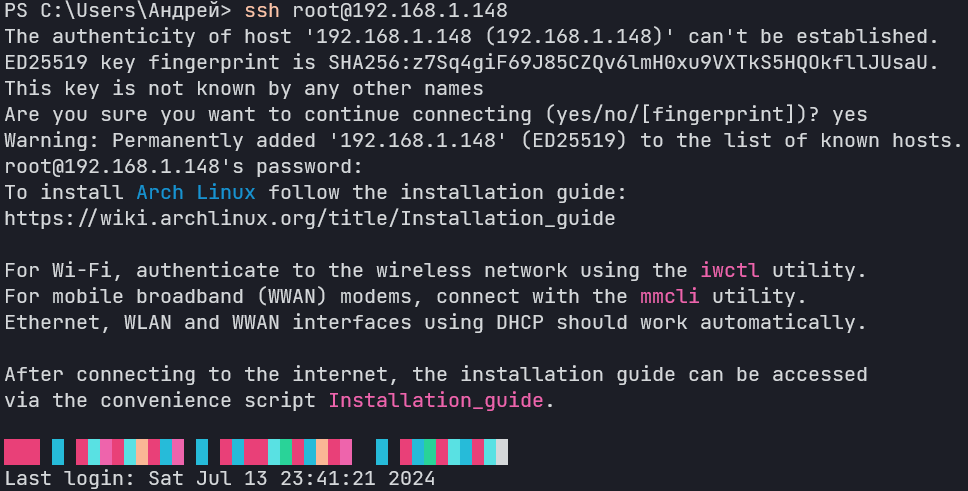 PS C:\Users\Андрей> ssh root@192.168.1.148
The authenticity of host '192.168.1.148 (192.168.1.148)' can't be established.
ED25519 key fingerprint is SHA256:z7Sq4giF69J85CZQv6lmH0xu9VXTkS5HQOkfllJUsaU.
This key is not known by any other names
Are you sure you want to continue connecting (yes/no/[fingerprint])? yes
Warning: Permanently added '192.168.1.148' (ED25519) to the list of known hosts.
root@192.168.1.148's password:
To install Arch Linux follow the installation guide:
https://wiki.archlinux.org/title/Installation_guide
For Wi-Fi, authenticate to the wireless network using the iwctl utility.
For mobile broadband (WWAN) modems, connect with the mmcli utility.
Ethernet, WLAN and WWAN interfaces using DHCP should work automatically.
After connecting to the internet, the installation guide can be accessed
via the convenience script Installation_guide.
Last login: Sat Jul 13 23:41:21 2024